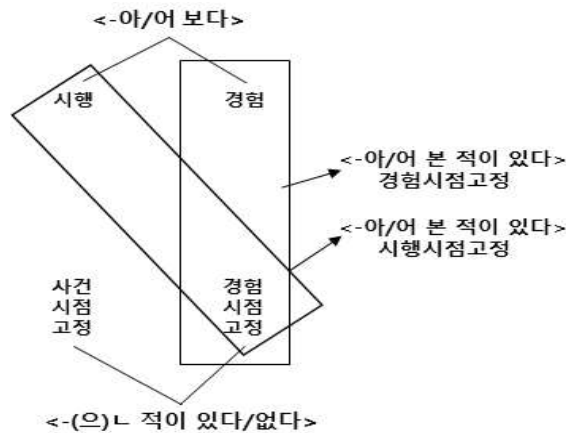 <-아/어 보다>
시행 경험
<-아/어 본 적이 있다>
경험시점고정
<-아/어 본 적이 있다>
시행시점고정
사건 경험
시점 시점
고정 고정
<-(으)ㄴ 적이 있다/없다>